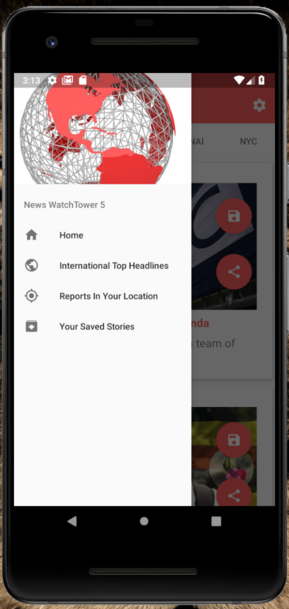 3:13
NAI
NYC
News WatchTower 5
Home
International Top Headlines
Reports In Your Location
Your Saved Stories
nda
team of